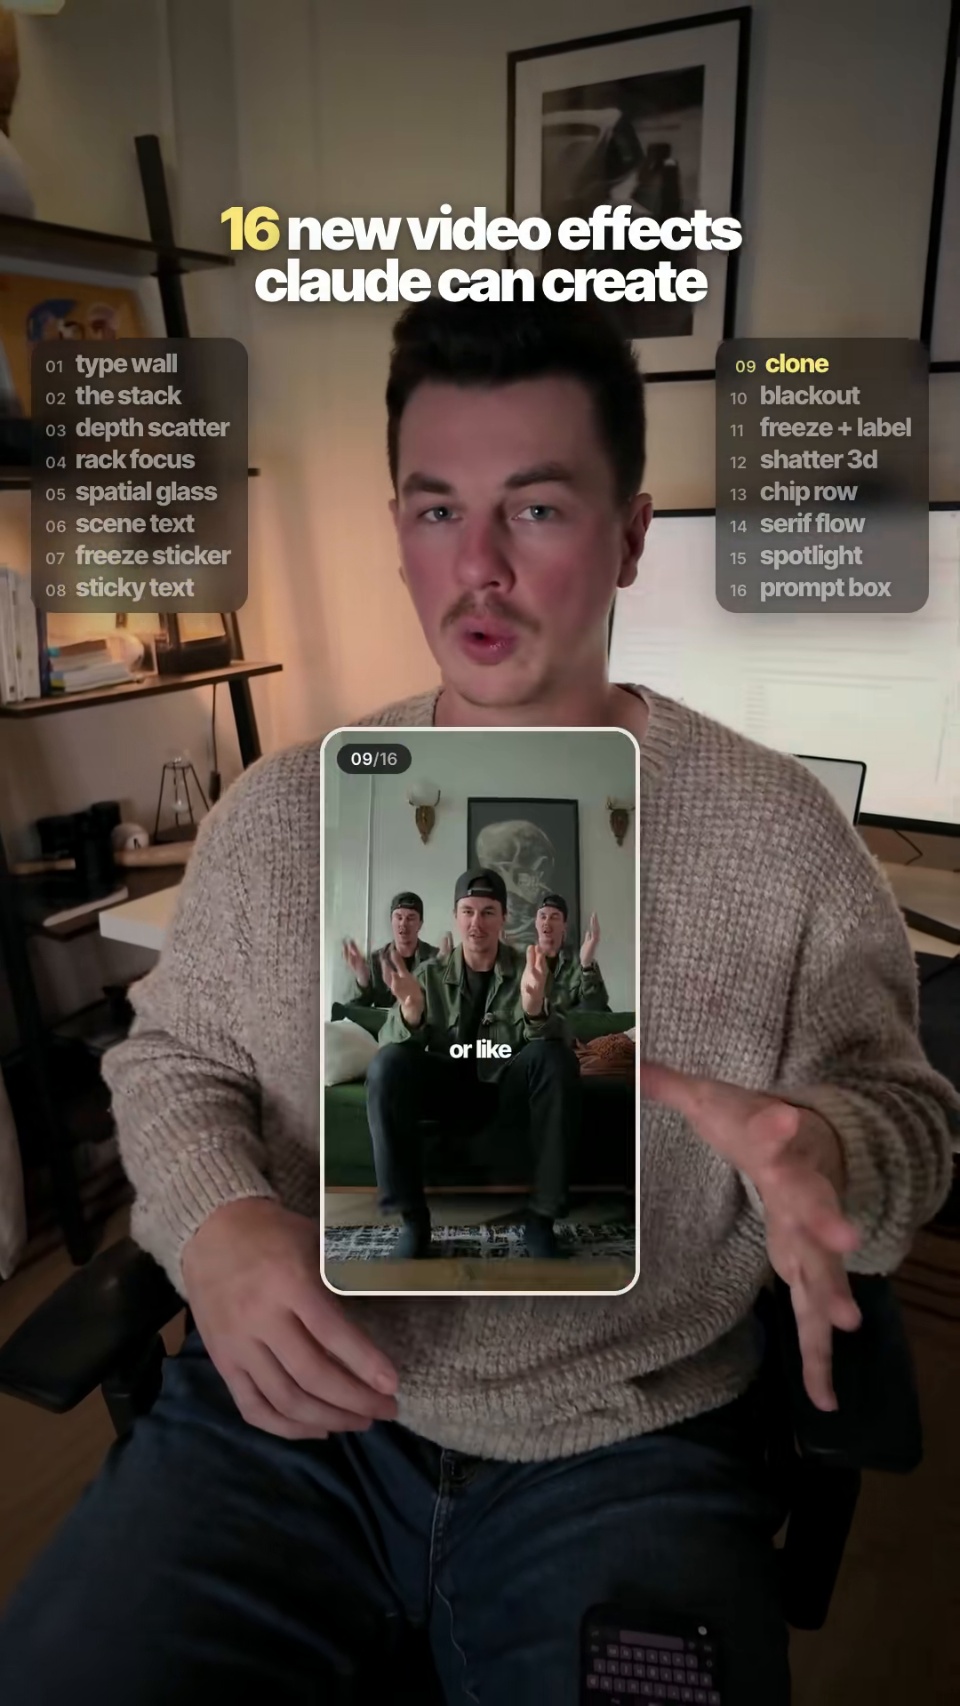 16 new video effects
claude can create
01 type wall
02 the stack
03 depth scatter
04 rack focus
05 spatial glass
06 scene text
07 freeze sticker
08 sticky text
09 clone
10 blackout
11 freeze + label
12 shatter 3d
13 chip row
14 serif flow
15 spotlight
16 prompt box
09/16
or like